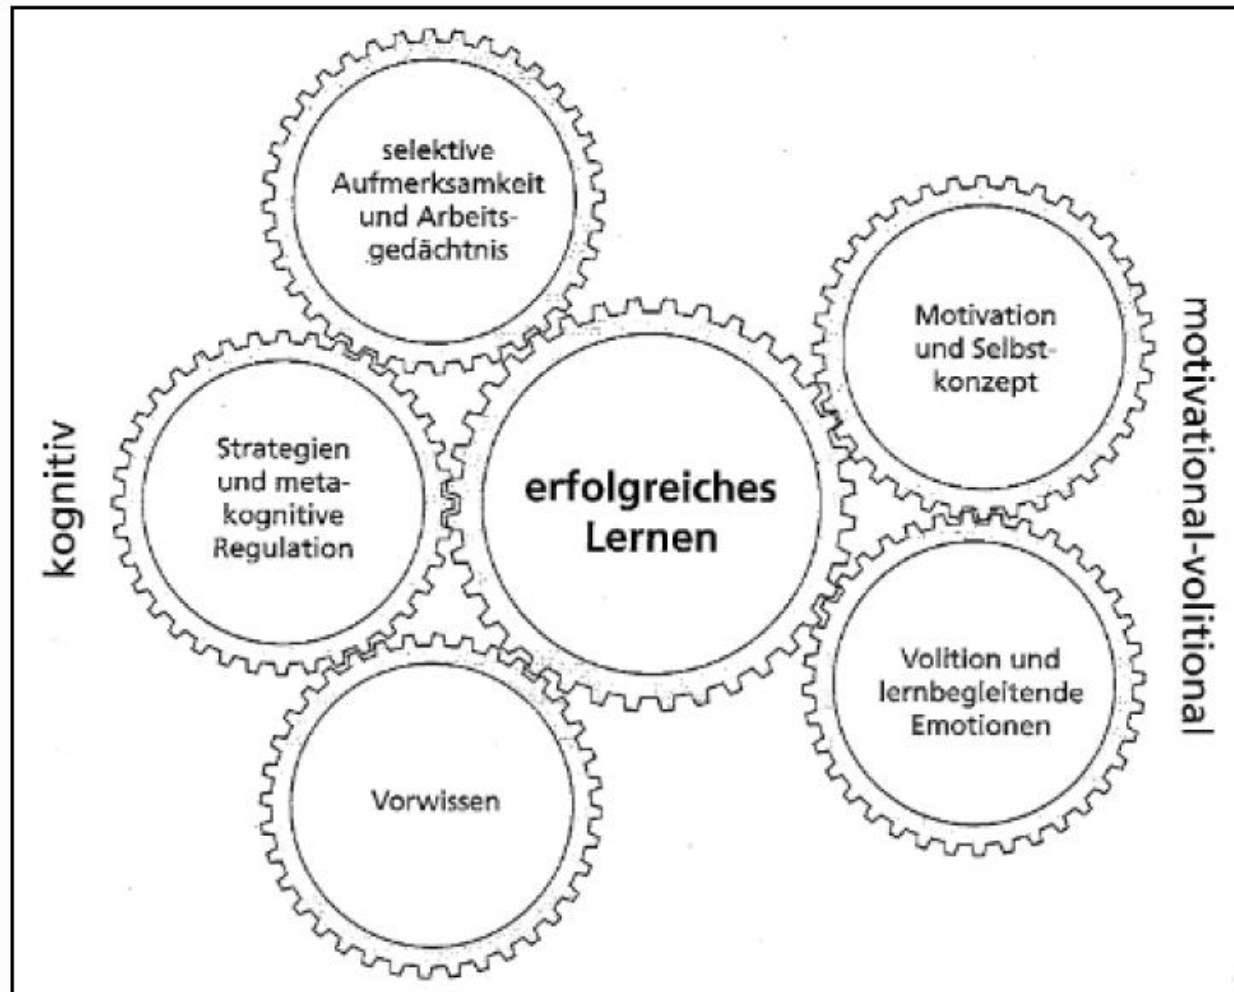 selektive
Aufmerksamkeit
und Arbeits-
gedächtnis
Motivation
und Selbst-
konzept
kognitiv
Strategien
und meta-
kognitive
Regulation
erfolgreiches
Lernen
motivational-volitional
Volition und
lernbegleitende
Emotionen
Vorwissen